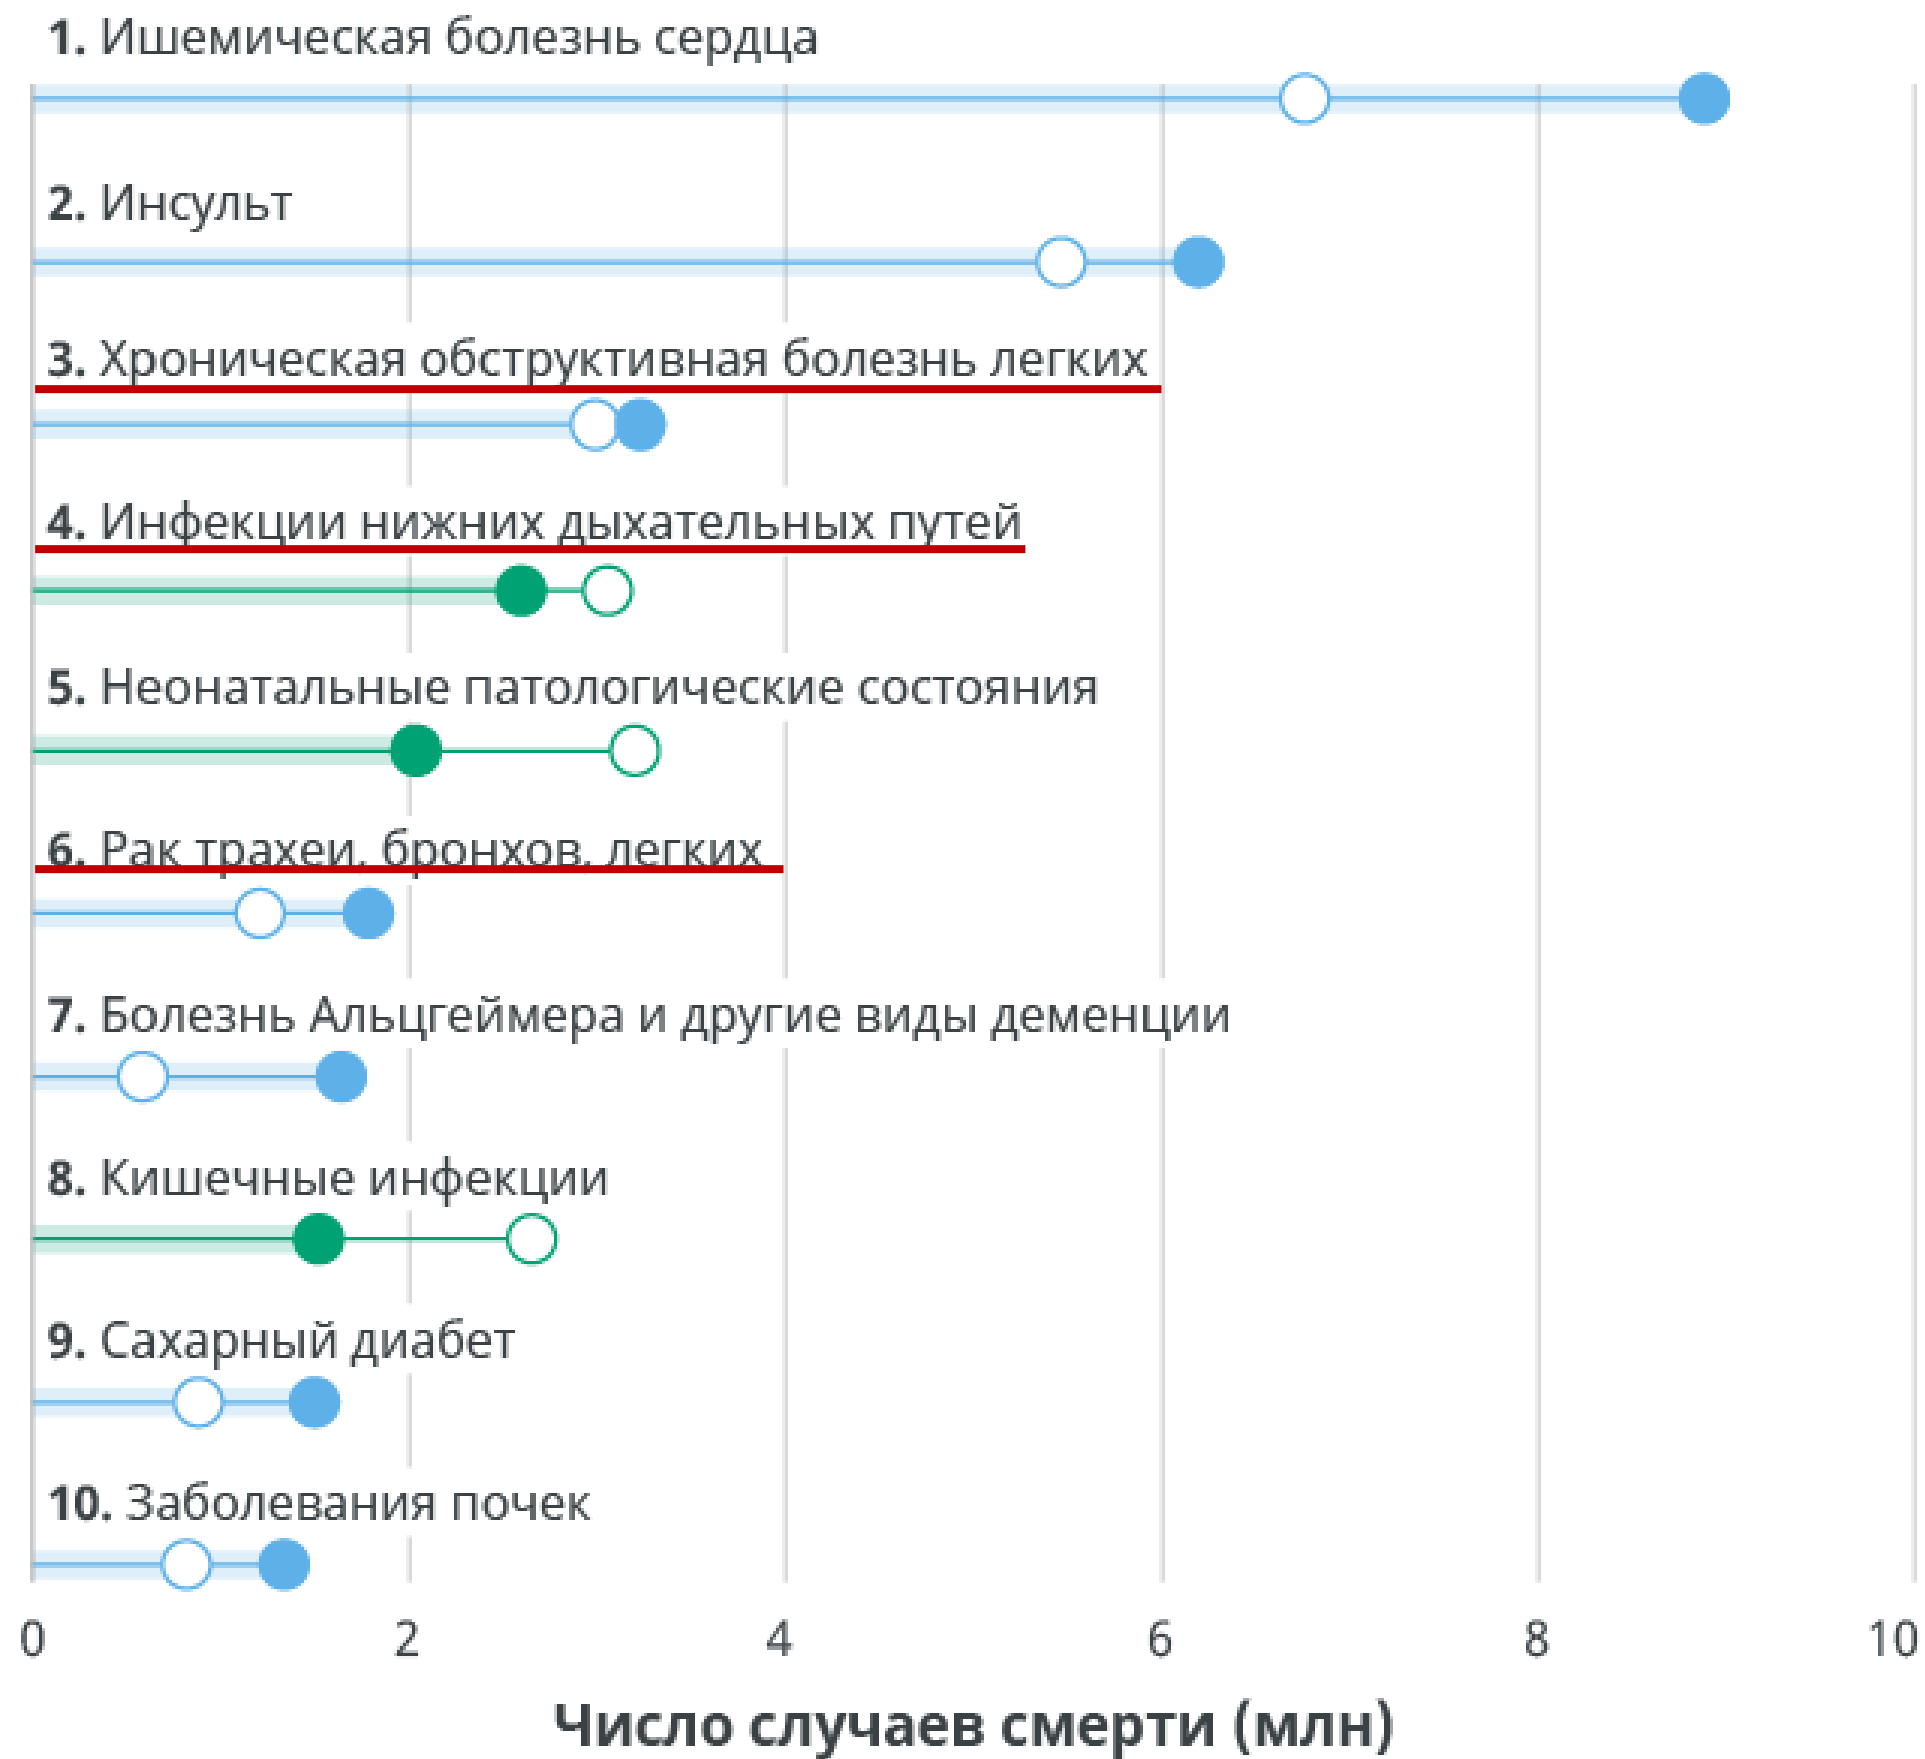 1. Ишемическая болезнь сердца
2. Инсульт
3. Хроническая обструктивная болезнь легких
4. Инфекции нижних дыхательных путей
5. Неонатальные патологические состояния
6. Рак трахеи, бронхов, легких
7. Болезнь Альцгеймера и другие виды деменции
8. Кишечные инфекции
9. Сахарный диабет
10. Заболевания почек
0 2 4 6 8 10
Число случаев смерти (млн)